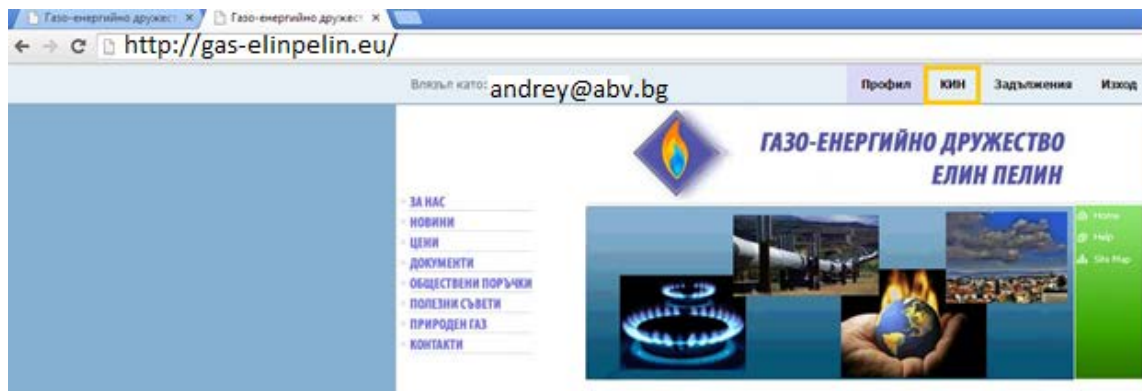 Газо-енергийно дружест × Газо-енергийно дружест ×
http://gas-elinpelin.eu/
Влязъл като: andrey@abv.bg Профил КИН Задължения Изход
ГАЗО-ЕНЕРГИЙНО ДРУЖЕСТВО
ЕЛИН ПЕЛИН
ЗА НАС
НОВИНИ
ЦЕНИ
ДОКУМЕНТИ
ОБЩЕСТВЕНИ ПОРЪЧКИ
ПОЛЕЗНИ СЪВЕТИ
ПРИРОДЕН ГАЗ
КОНТАКТИ
Home
Help
Site Map